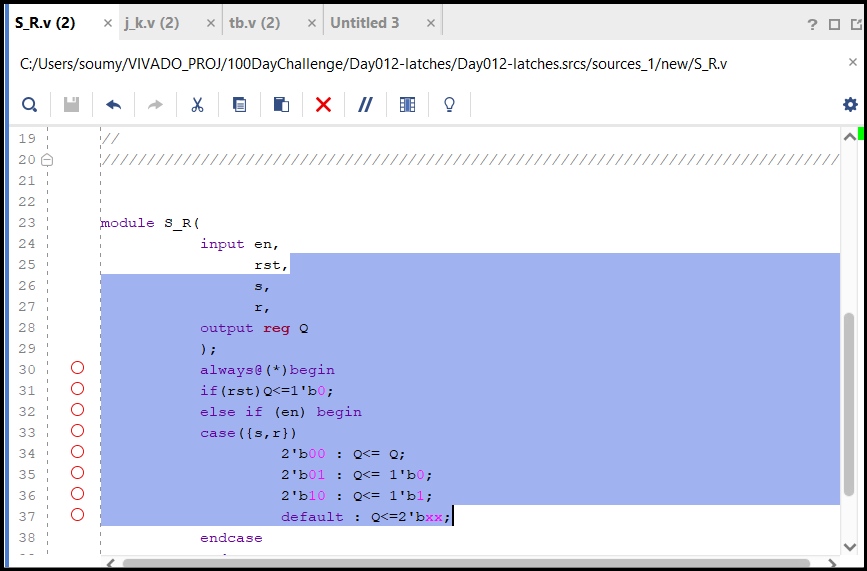 S_R.v (2) × j_k.v (2) × tb.v (2) × Untitled 3 × ?
C:/Users/soumy/VIVADO_PROJ/100DayChallenge/Day012-latches/Day012-latches.srcs/sources_1/new/S_R.v ×
19 //
20 //////////////////////////////////////////////////////////////////////////////////
21
22
23 module S_R(
24 input en,
25 rst,
26 s,
27 r,
28 output reg Q
29 );
30 always@(*)begin
31 if(rst)Q<=1'b0;
32 else if (en) begin
33 case({s,r})
34 2'b00 : Q<= Q;
35 2'b01 : Q<= 1'b0;
36 2'b10 : Q<= 1'b1;
37 default : Q<=2'bxx;
38 endcase